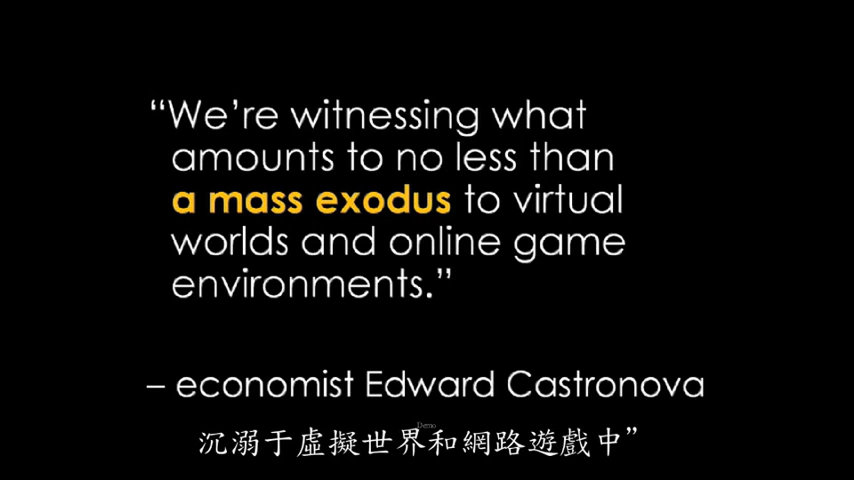 “We’re witnessing what
amounts to no less than
a mass exodus to virtual
worlds and online game
environments.”
– economist Edward Castronova
Demo
沉溺于虛擬世界和網路遊戲中”